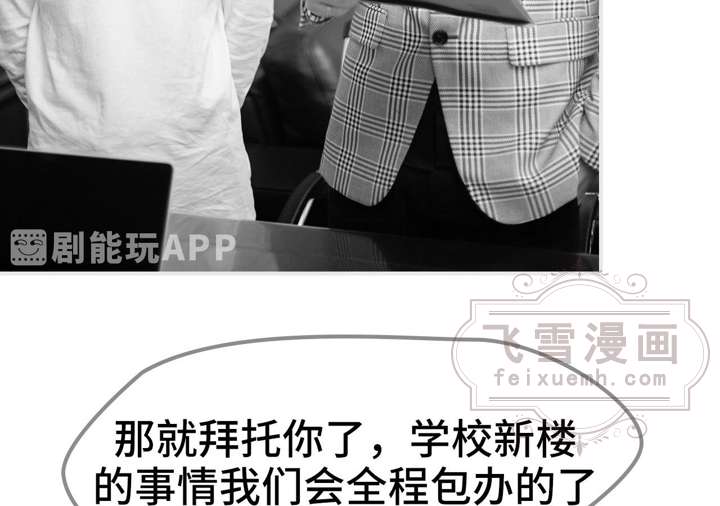 剧能玩APP
飞雪漫画
feixuemh.com
那就拜托你了，学校新楼
的事情我们会全程包办的了